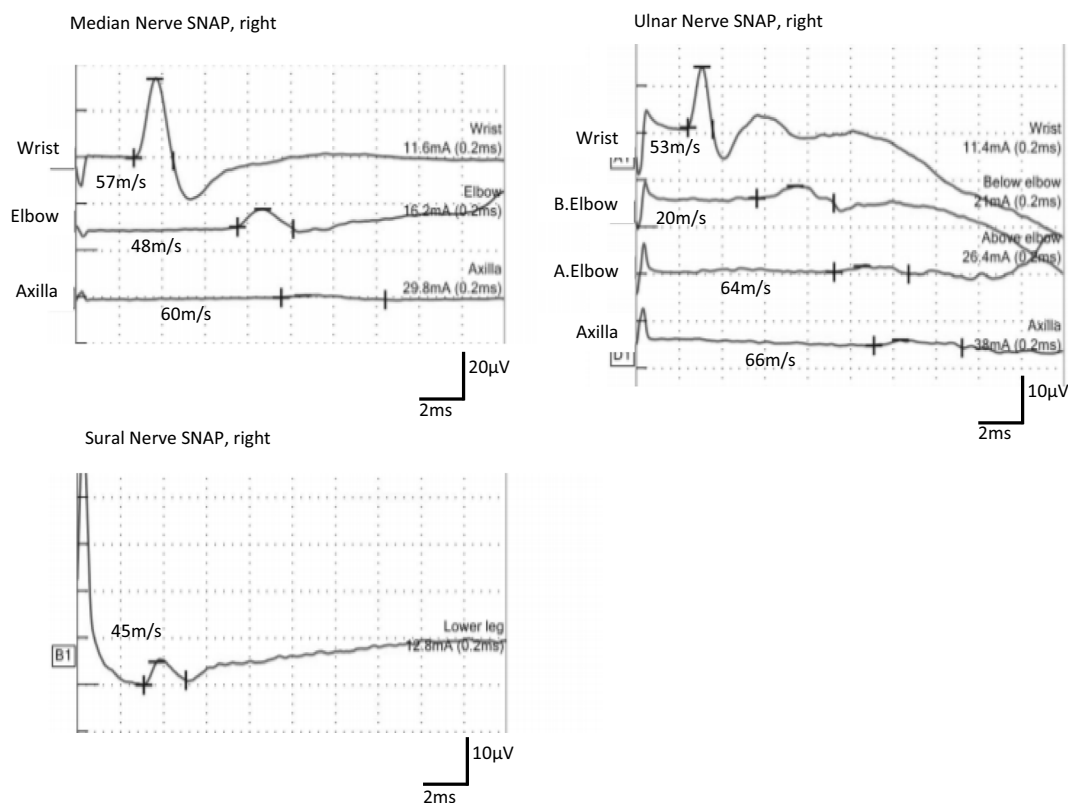 Median Nerve SNAP, right
Wrist
Wrist
11.6mA (0.2ms)
57m/s
Elbow
Elbow
16.2mA (0.2ms)
48m/s
Axilla
Axilla
29.8mA (0.2ms)
60m/s
20μV
2ms
Ulnar Nerve SNAP, right
Wrist
A1
Wrist
11.4mA (0.2ms)
53m/s
B.Elbow
Below elbow
21mA (0.2ms)
20m/s
A.Elbow
Above elbow
26.4mA (0.2ms)
64m/s
Axilla
D1
Axilla
38mA (0.2ms)
66m/s
10μV
2ms
Sural Nerve SNAP, right
45m/s
B1
Lower leg
12.8mA (0.2ms)
10μV
2ms